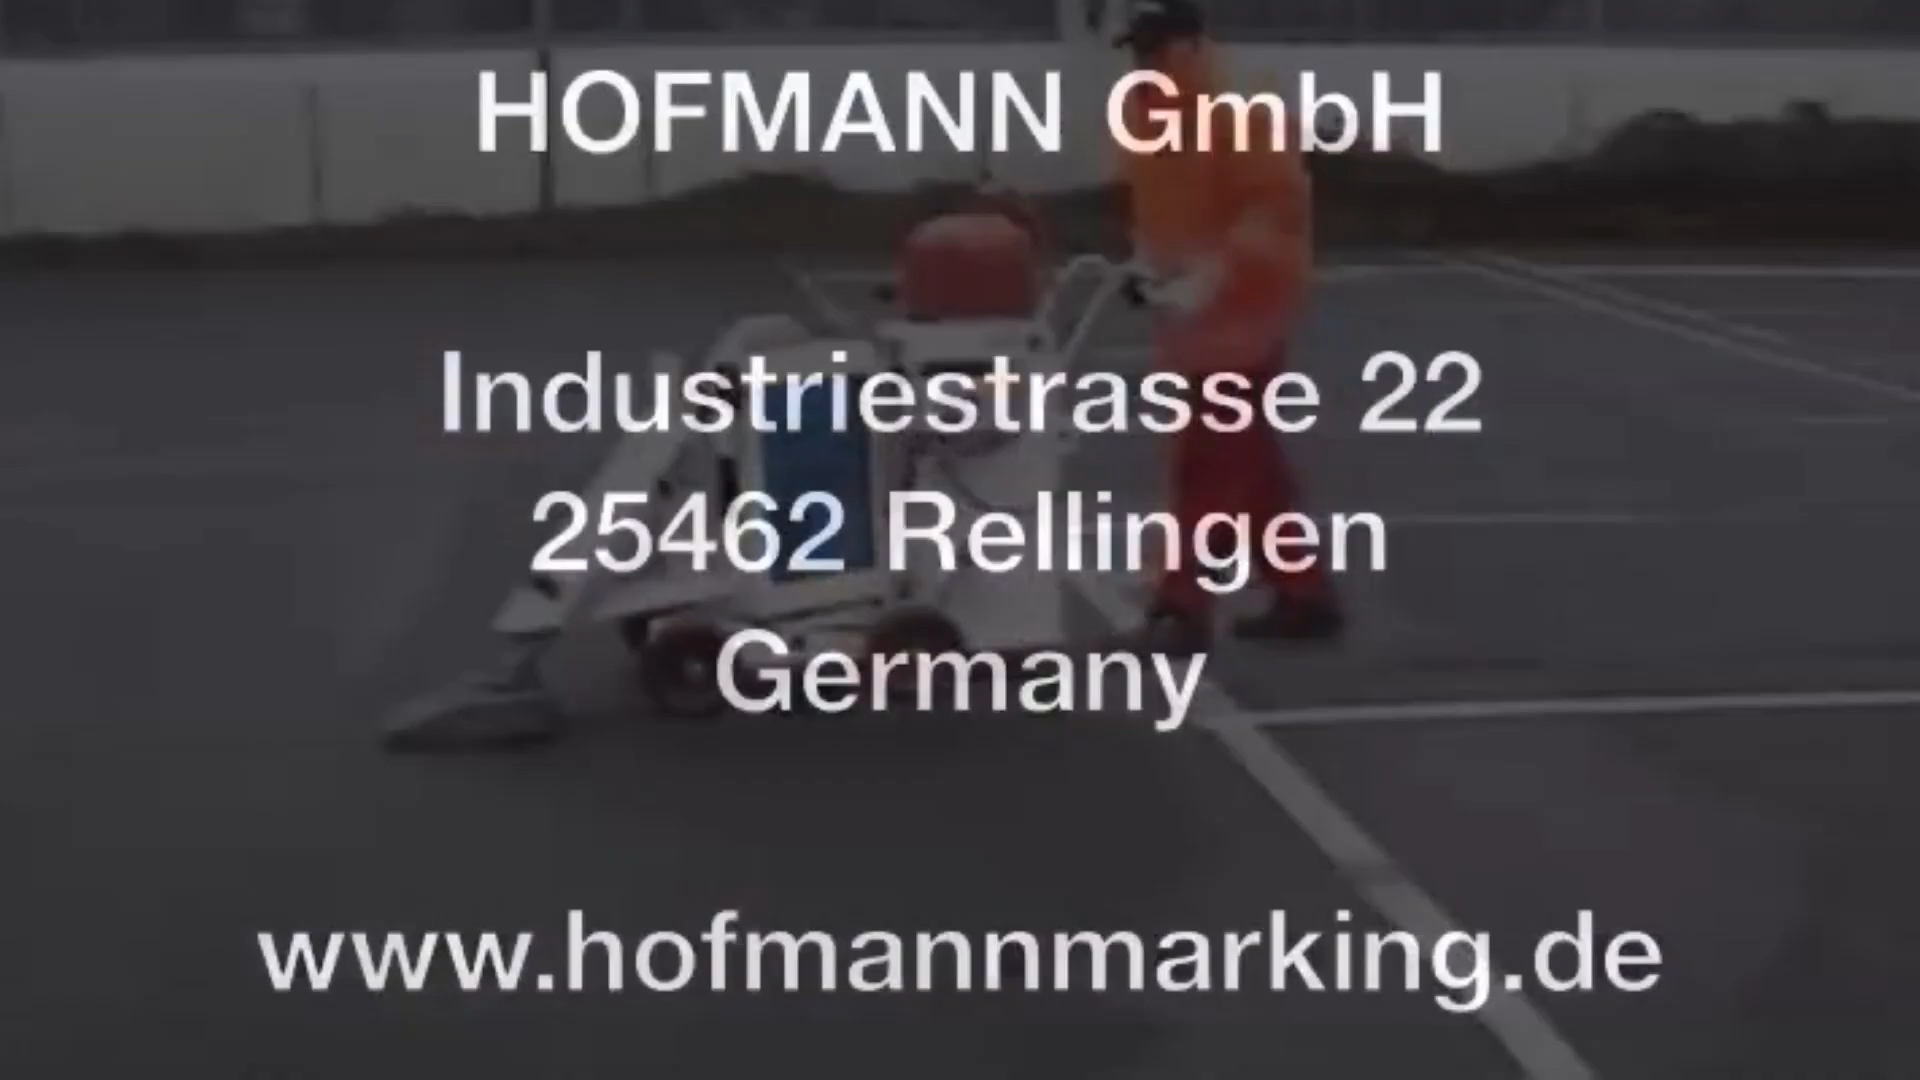 HOFMANN GmbH
Industriestrasse 22
25462 Rellingen
Germany
www.hofmannmarking.de